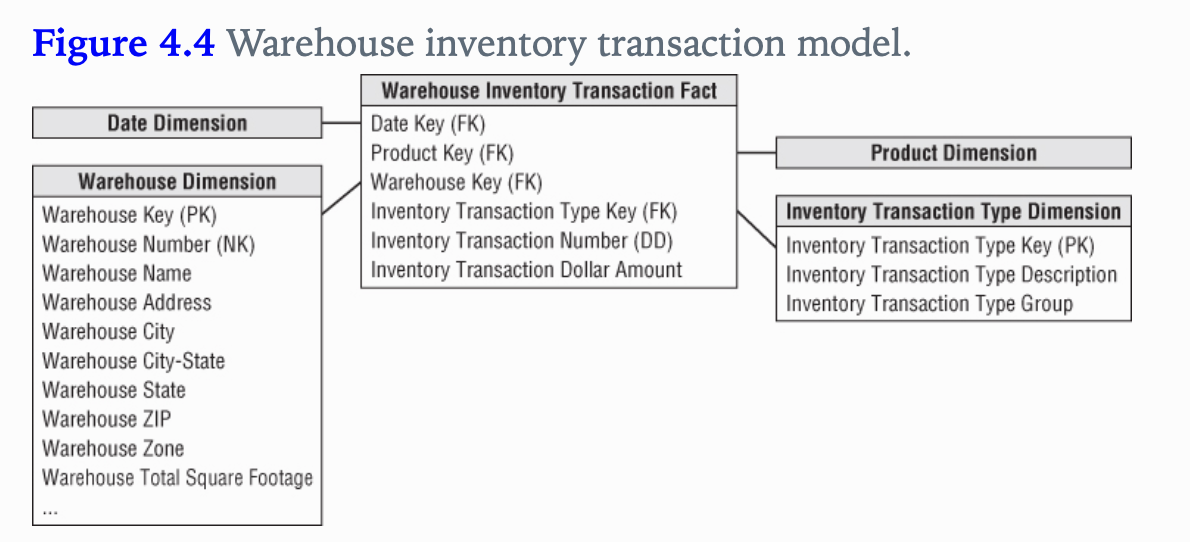 Figure 4.4 Warehouse inventory transaction model.
Date Dimension
Warehouse Dimension
Warehouse Key (PK)
Warehouse Number (NK)
Warehouse Name
Warehouse Address
Warehouse City
Warehouse City-State
Warehouse State
Warehouse ZIP
Warehouse Zone
Warehouse Total Square Footage
...
Warehouse Inventory Transaction Fact
Date Key (FK)
Product Key (FK)
Warehouse Key (FK)
Inventory Transaction Type Key (FK)
Inventory Transaction Number (DD)
Inventory Transaction Dollar Amount
Product Dimension
Inventory Transaction Type Dimension
Inventory Transaction Type Key (PK)
Inventory Transaction Type Description
Inventory Transaction Type Group